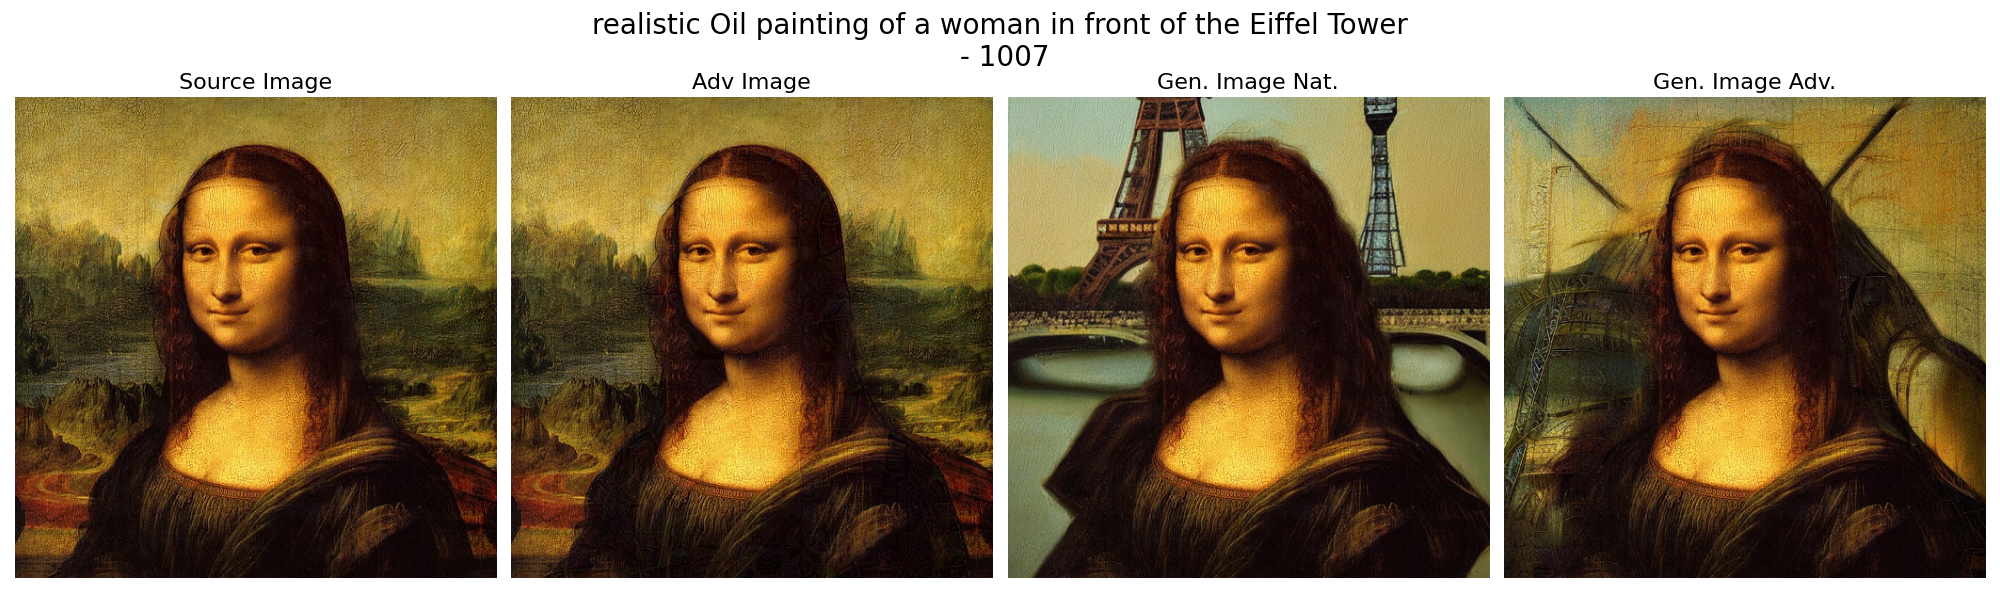 realistic Oil painting of a woman in front of the Eiffel Tower
- 1007
Source Image
Adv Image
Gen. Image Nat.
Gen. Image Adv.